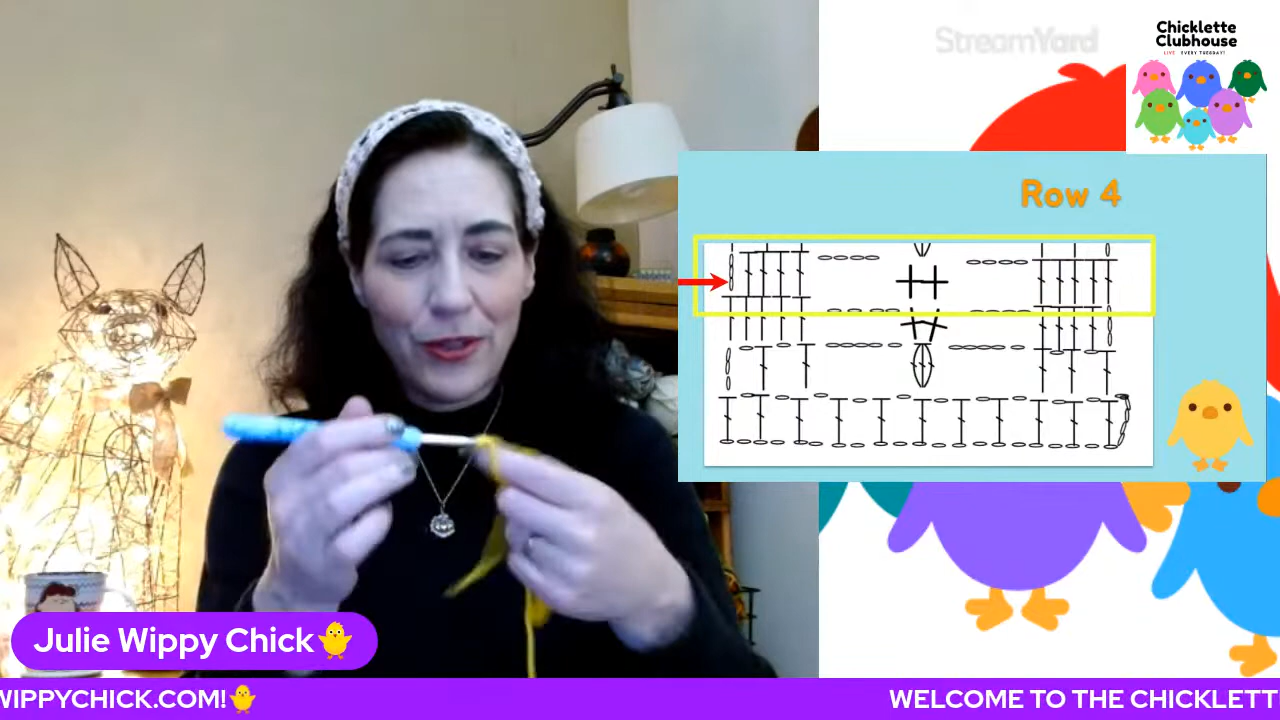 StreamYard
Chicklette
Clubhouse
LIVE EVERY TUESDAY!
Row 4
Julie Wippy Chick🐥
WIPPYCHICK.COM!🐥
WELCOME TO THE CHICKLETT